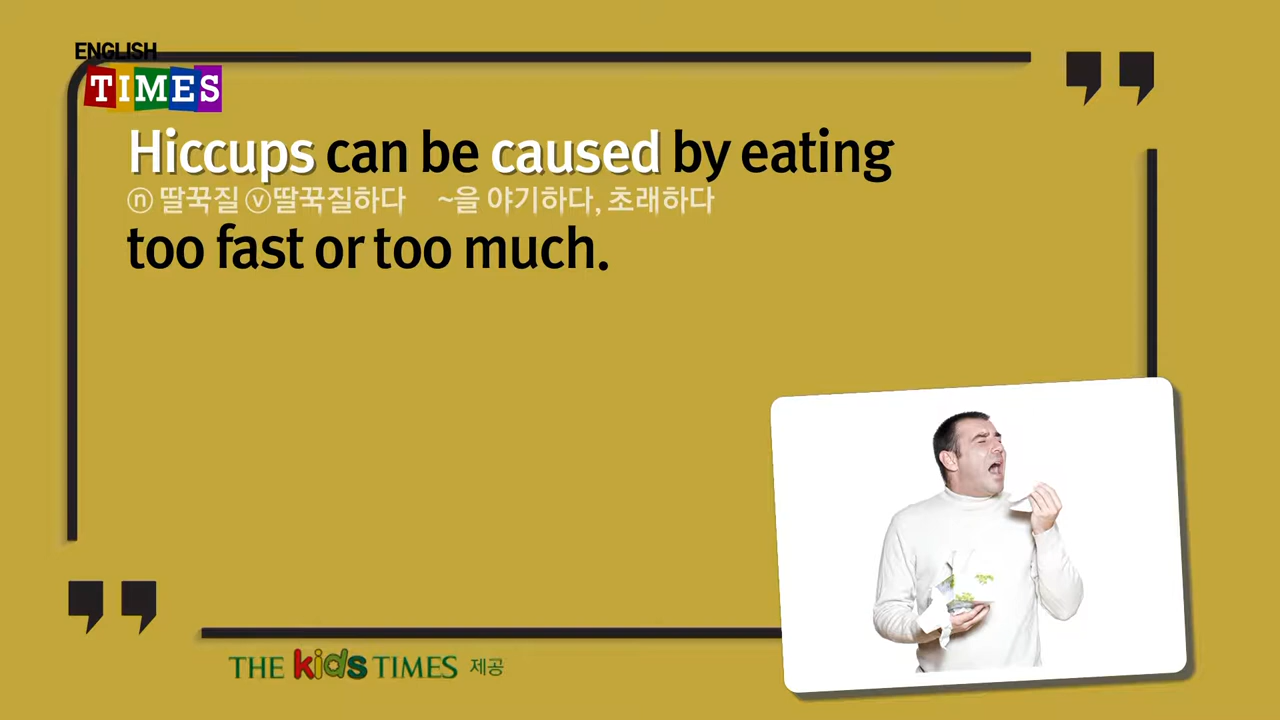 ENGLISH
TIMES
Hiccups can be caused by eating
ⓝ 딸꾹질 ⓥ딸꾹질하다 ~을 야기하다, 초래하다
too fast or too much.
THE kids TIMES 제공